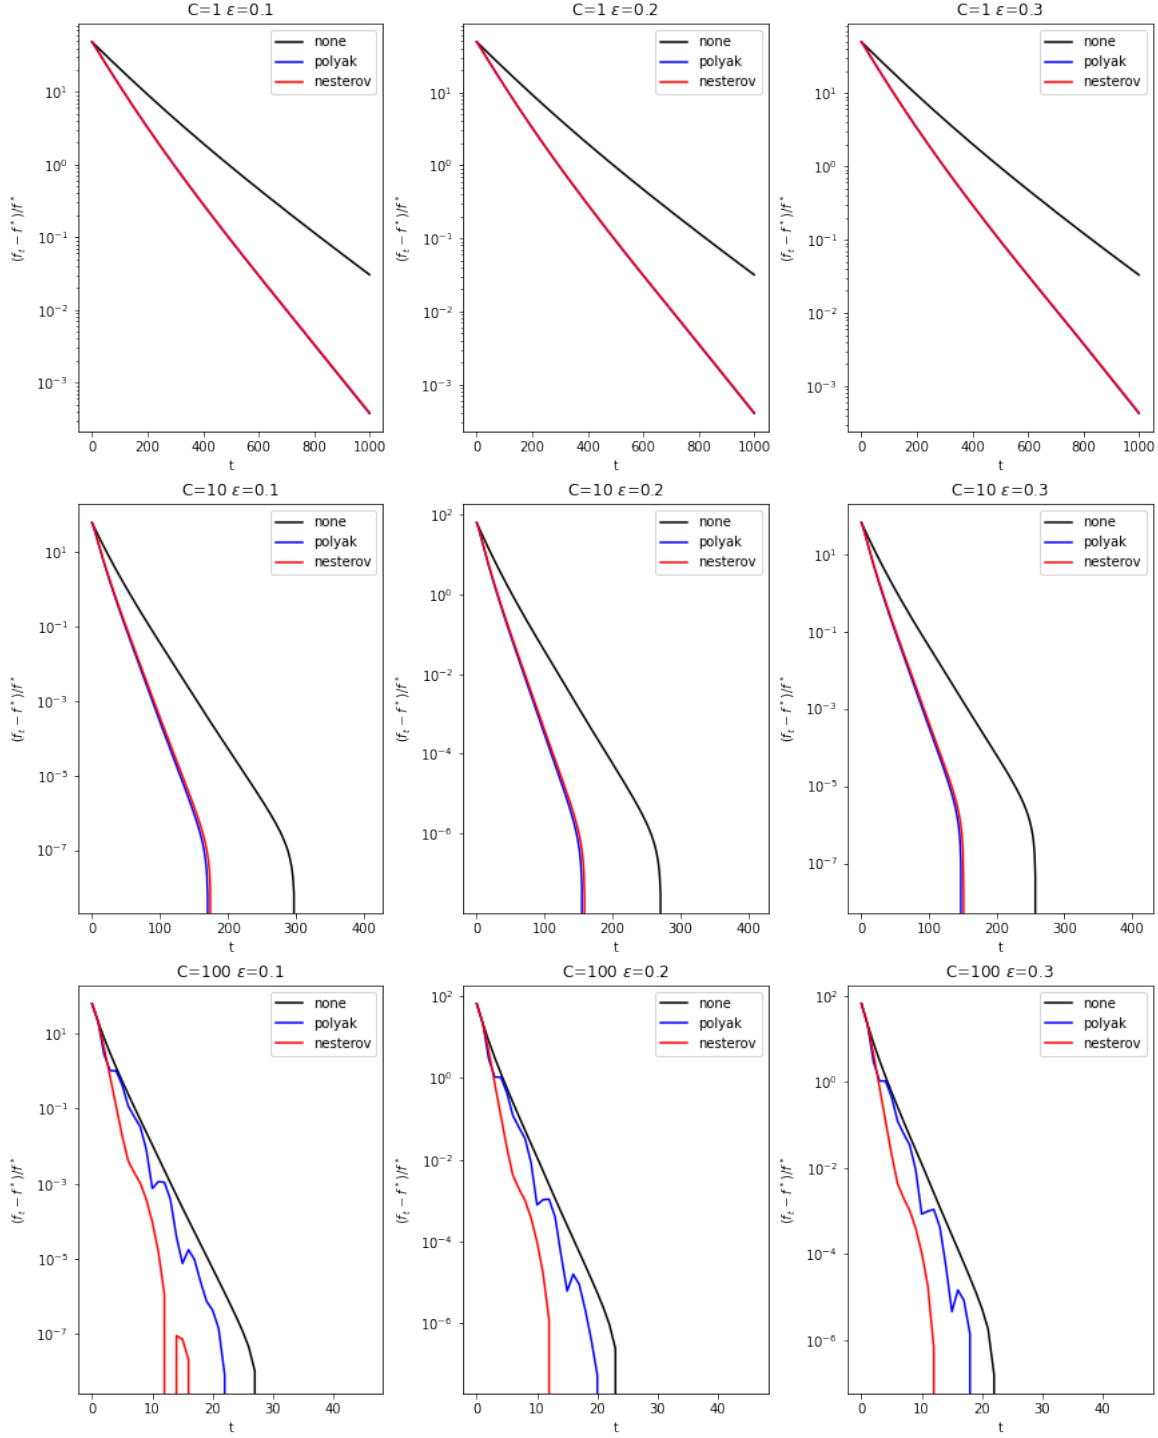 C=1 ε=0.1
none
polyak
nesterov
(f_t − f*)/f*
10¹
10⁰
10⁻¹
10⁻²
10⁻³
0 200 400 600 800 1000
t
C=1 ε=0.2
none
polyak
nesterov
(f_t − f*)/f*
10¹
10⁰
10⁻¹
10⁻²
10⁻³
0 200 400 600 800 1000
t
C=1 ε=0.3
none
polyak
nesterov
(f_t − f*)/f*
10¹
10⁰
10⁻¹
10⁻²
10⁻³
0 200 400 600 800 1000
t
C=10 ε=0.1
none
polyak
nesterov
(f_t − f*)/f*
10¹
10⁻¹
10⁻³
10⁻⁵
10⁻⁷
0 100 200 300 400
t
C=10 ε=0.2
none
polyak
nesterov
(f_t − f*)/f*
10²
10⁰
10⁻²
10⁻⁴
10⁻⁶
0 100 200 300 400
t
C=10 ε=0.3
none
polyak
nesterov
(f_t − f*)/f*
10¹
10⁻¹
10⁻³
10⁻⁵
10⁻⁷
0 100 200 300 400
t
C=100 ε=0.1
none
polyak
nesterov
(f_t − f*)/f*
10¹
10⁻¹
10⁻³
10⁻⁵
10⁻⁷
0 10 20 30 40
t
C=100 ε=0.2
none
polyak
nesterov
(f_t − f*)/f*
10²
10⁰
10⁻²
10⁻⁴
10⁻⁶
0 10 20 30 40
t
C=100 ε=0.3
none
polyak
nesterov
(f_t − f*)/f*
10²
10⁰
10⁻²
10⁻⁴
10⁻⁶
0 10 20 30 40
t